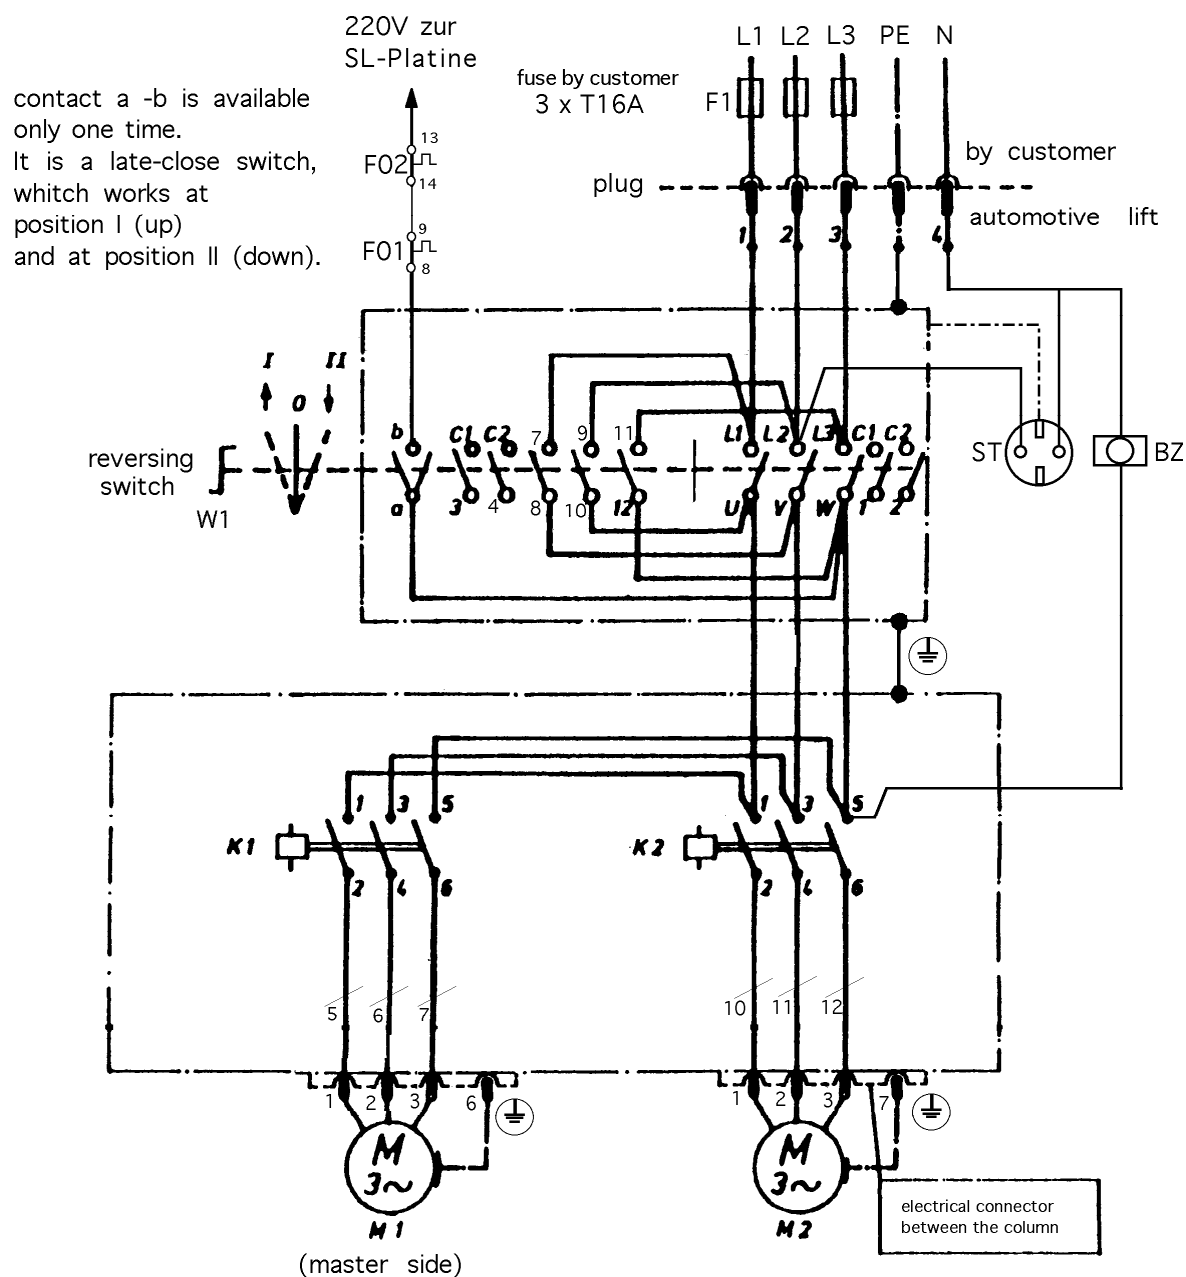 220V zur
SL-Platine
L1 L2 L3 PE N
fuse by customer
3 x T16A
F1
contact a -b is available
only one time.
It is a late-close switch,
whitch works at
position I (up)
and at position II (down).
13
F02
14
9
F01
8
by customer
plug
automotive lift
1 2 3 4
I II
O
b C1 C2 7 9 11 L1 L2 L3 C1 C2
reversing
switch
W1
ST
BZ
a 3 4 8 10 12 U V W 1 2
1 3 5 1 3 5
K1 K2
2 4 6 2 4 6
5 6 7 10 11 12
1 2 3 6 1 2 3 7
M M
3~ 3~
M1 M2
(master side)
electrical connector
between the column